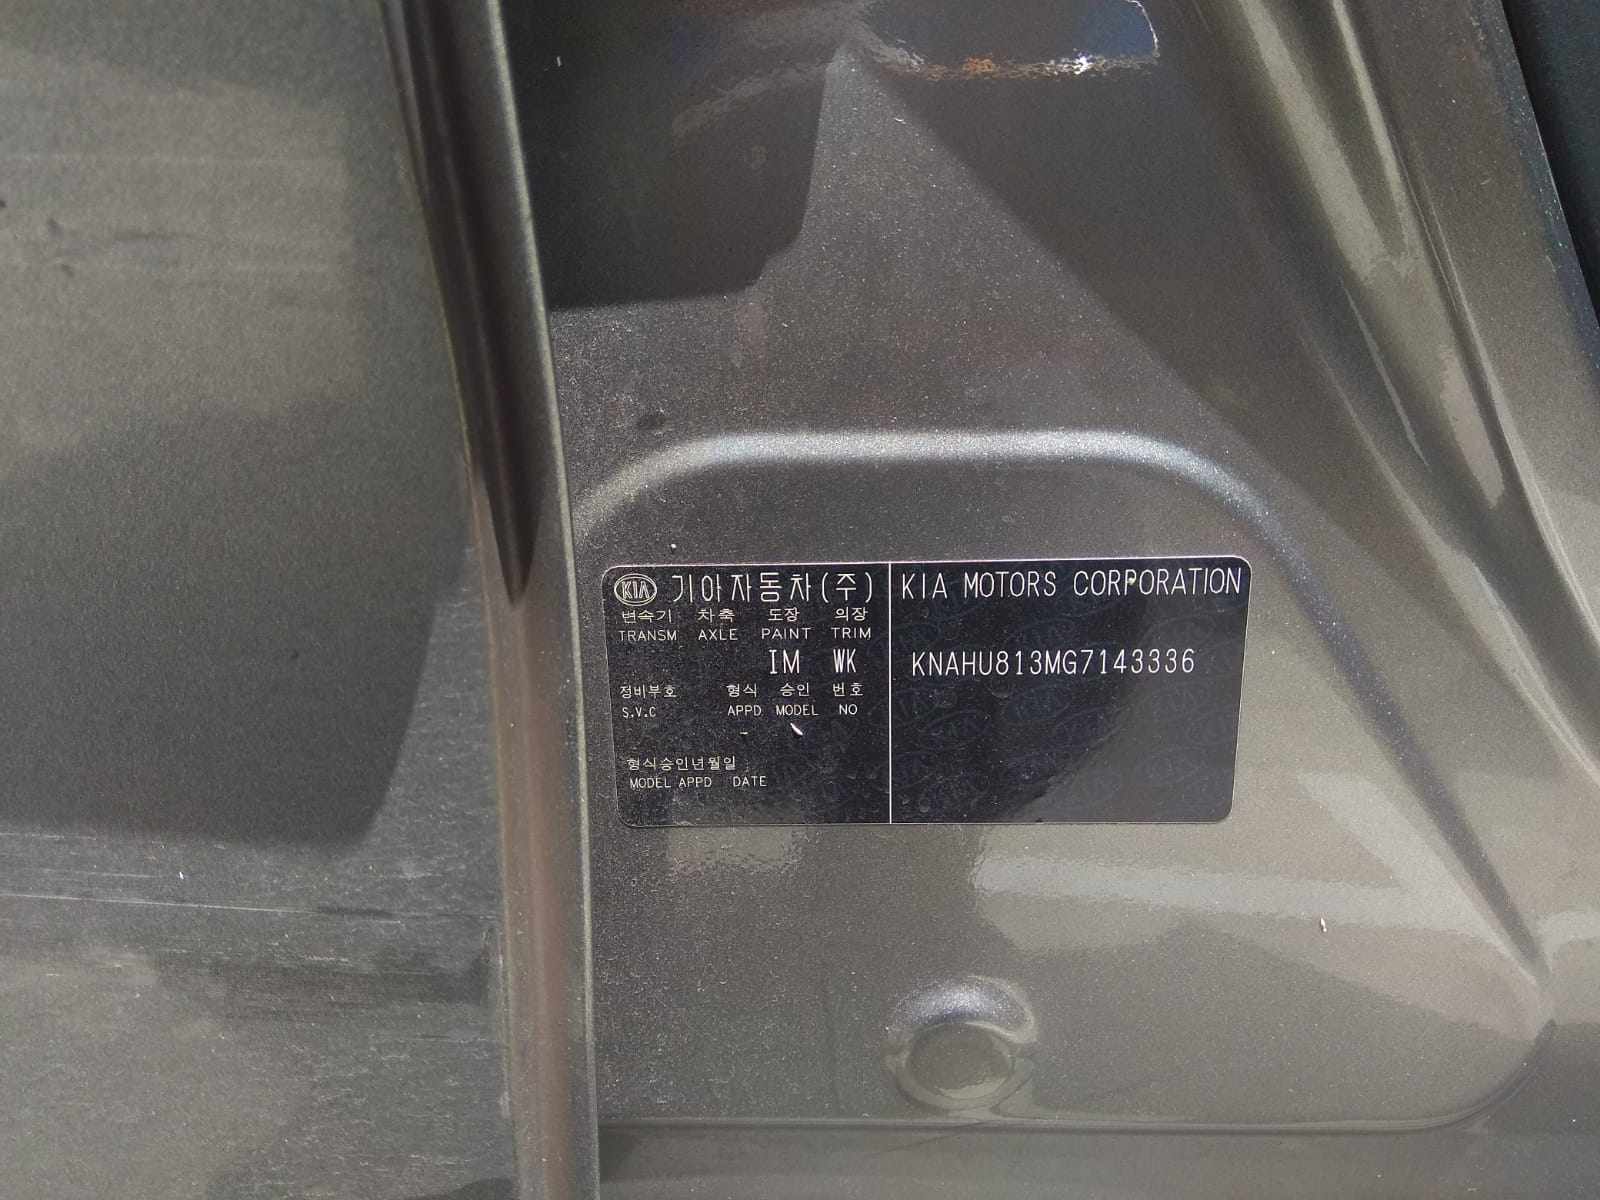 KIA 기아자동차(주)
변속기 차축 도장 의장
TRANSM AXLE PAINT TRIM
IM WK
정비부호 형식 승인 번호
S.V.C APPD MODEL NO
-
형식승인년월일
MODEL APPD DATE
KIA MOTORS CORPORATION
KNAHU813MG7143336